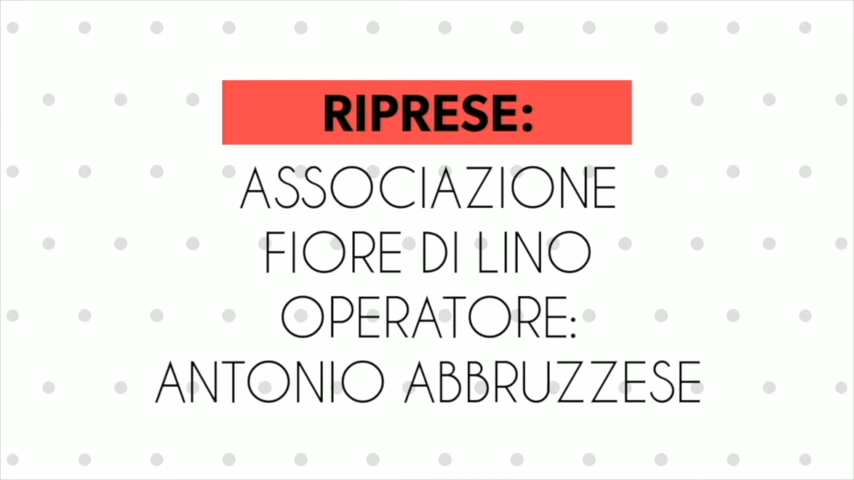 RIPRESE:
ASSOCIAZIONE
FIORE DI LINO
OPERATORE:
ANTONIO ABBRUZZESE